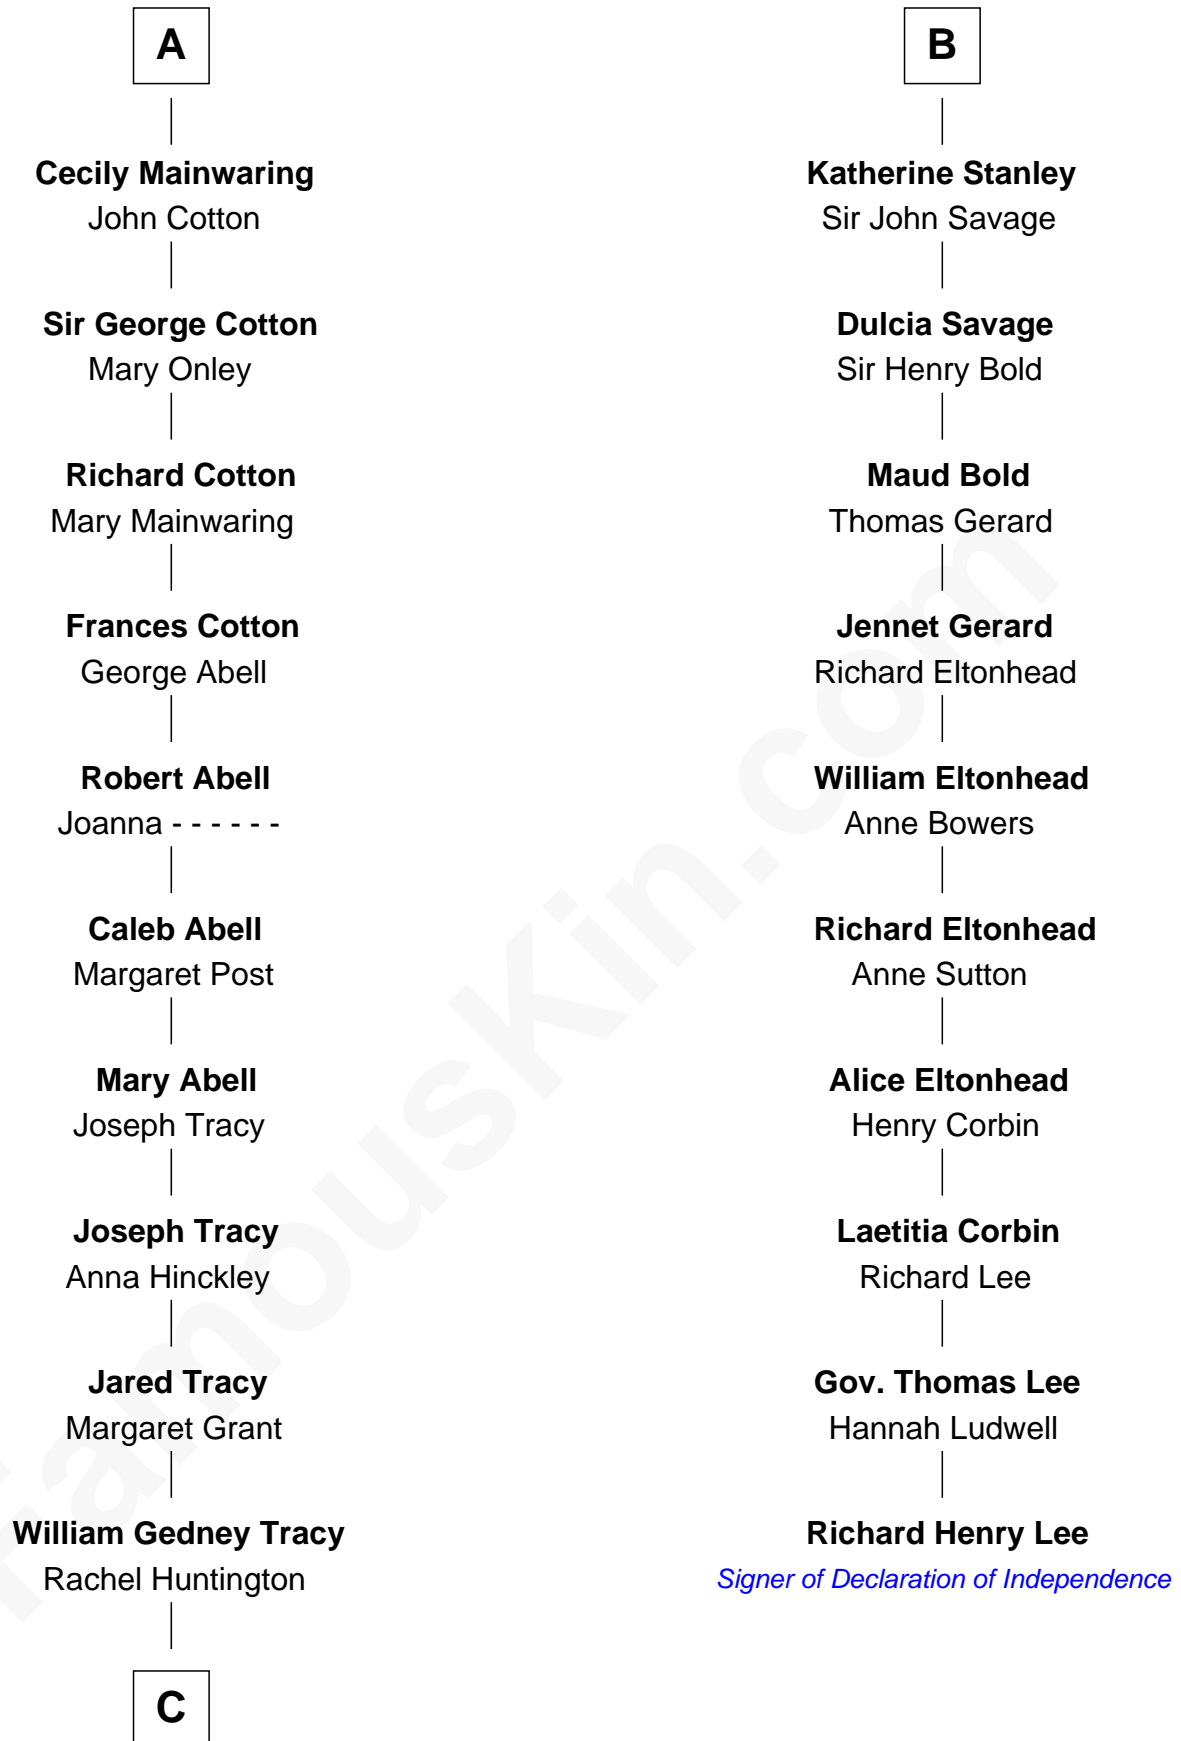 A
Cecily Mainwaring
John Cotton
Sir George Cotton
Mary Onley
Richard Cotton
Mary Mainwaring
Frances Cotton
George Abell
Robert Abell
Joanna - - - - - -
Caleb Abell
Margaret Post
Mary Abell
Joseph Tracy
Joseph Tracy
Anna Hinckley
Jared Tracy
Margaret Grant
William Gedney Tracy
Rachel Huntington
C
B
Katherine Stanley
Sir John Savage
Dulcia Savage
Sir Henry Bold
Maud Bold
Thomas Gerard
Jennet Gerard
Richard Eltonhead
William Eltonhead
Anne Bowers
Richard Eltonhead
Anne Sutton
Alice Eltonhead
Henry Corbin
Laetitia Corbin
Richard Lee
Gov. Thomas Lee
Hannah Ludwell
Richard Henry Lee
Signer of Declaration of Independence
FamousKin.com